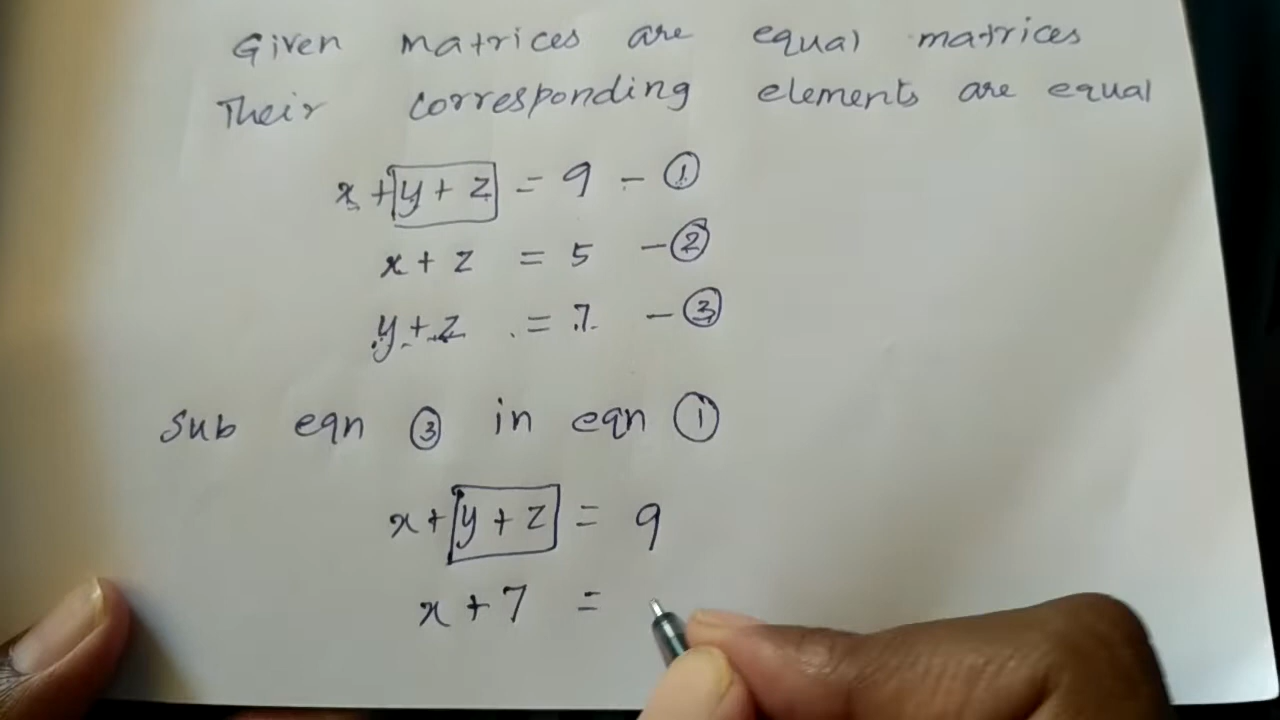 Given matrices are equal matrices
Their corresponding elements are equal
x + y + z = 9 - ①
x + z = 5 - ②
y + z = 7 - ③
Sub eqn ③ in eqn ①
x + y + z = 9
x + 7 =